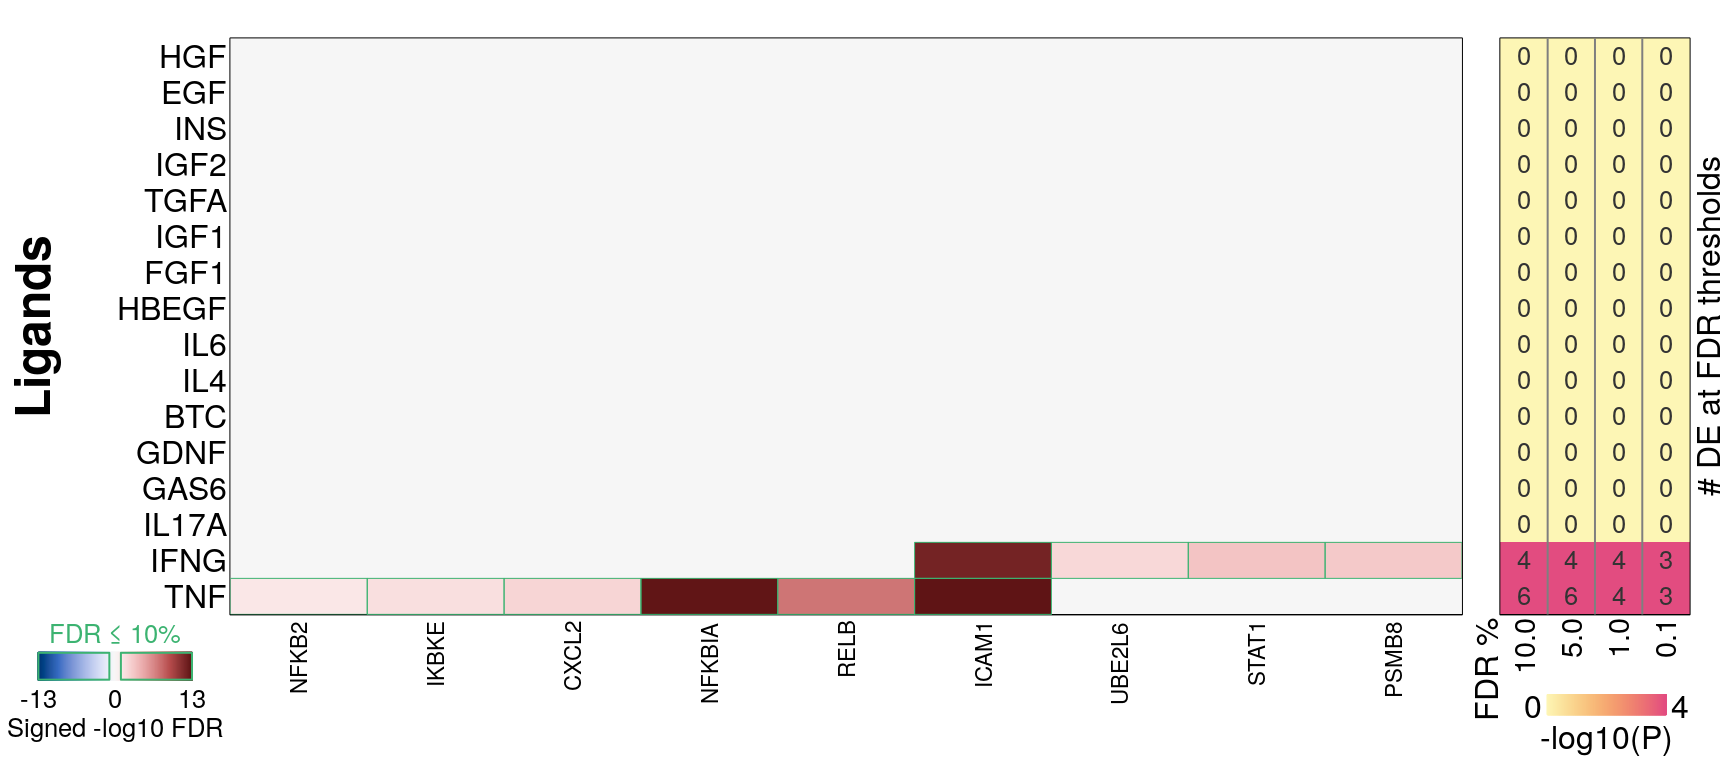 Ligands
HGF 0 0 0 0
EGF 0 0 0 0
INS 0 0 0 0
IGF2 0 0 0 0
TGFA 0 0 0 0
IGF1 0 0 0 0
FGF1 0 0 0 0
HBEGF 0 0 0 0
IL6 0 0 0 0
IL4 0 0 0 0
BTC 0 0 0 0
GDNF 0 0 0 0
GAS6 0 0 0 0
IL17A 0 0 0 0
IFNG 4 4 4 3
TNF 6 6 4 3
# DE at FDR thresholds
NFKB2 IKBKE CXCL2 NFKBIA RELB ICAM1 UBE2L6 STAT1 PSMB8
FDR % 10.0 5.0 1.0 0.1
FDR ≤ 10%
-13 0 13
Signed -log10 FDR
0 4
-log10(P)